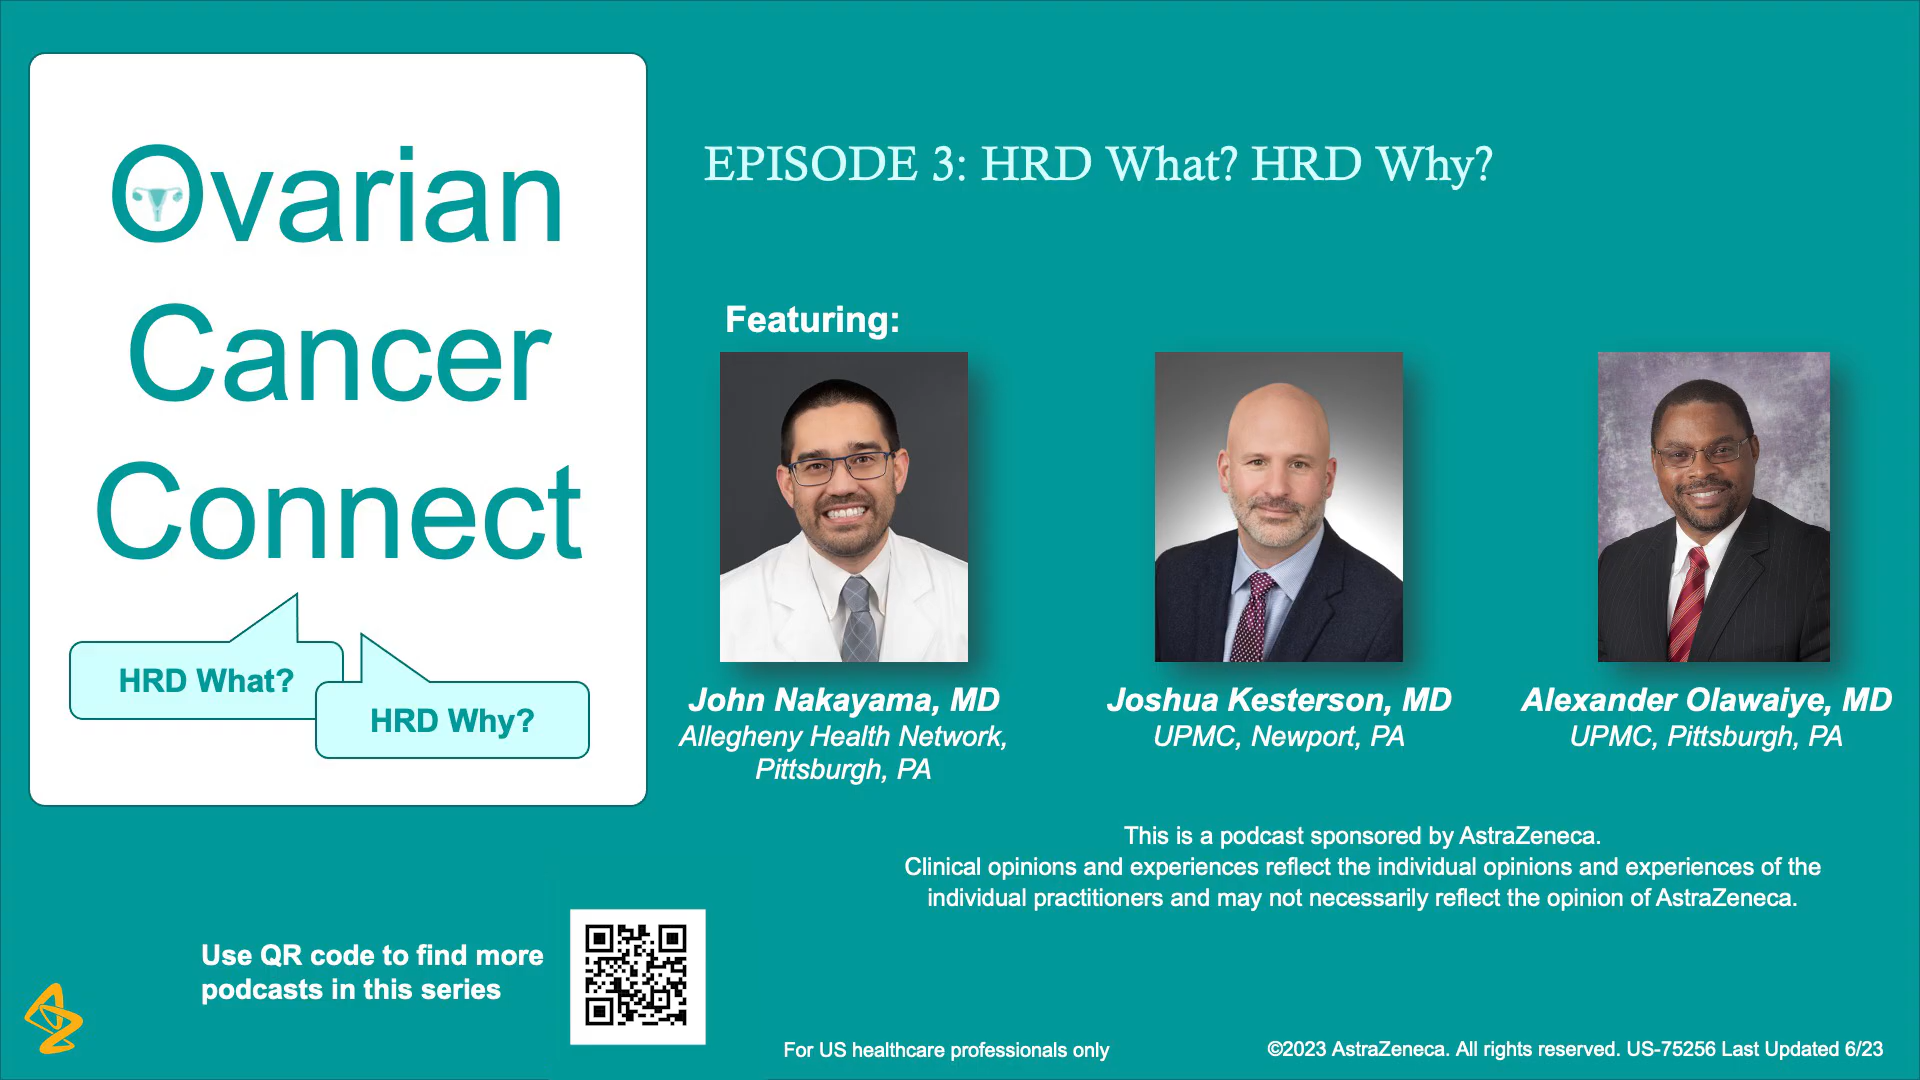 Ovarian
Cancer
Connect
HRD What?
HRD Why?
EPISODE 3: HRD What? HRD Why?
Featuring:
John Nakayama, MD
Allegheny Health Network,
Pittsburgh, PA
Joshua Kesterson, MD
UPMC, Newport, PA
Alexander Olawaiye, MD
UPMC, Pittsburgh, PA
This is a podcast sponsored by AstraZeneca.
Clinical opinions and experiences reflect the individual opinions and experiences of the
individual practitioners and may not necessarily reflect the opinion of AstraZeneca.
Use QR code to find more
podcasts in this series
For US healthcare professionals only
©2023 AstraZeneca. All rights reserved. US-75256 Last Updated 6/23